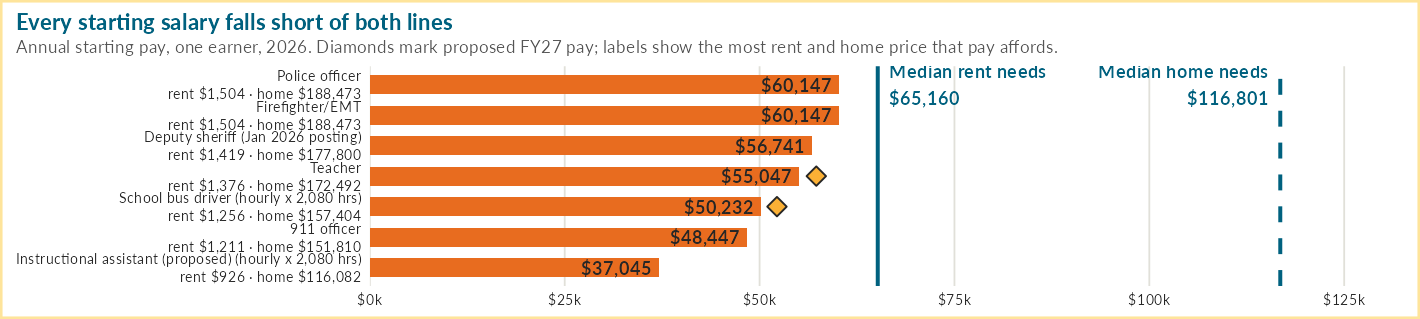 Every starting salary falls short of both lines
Annual starting pay, one earner, 2026. Diamonds mark proposed FY27 pay; labels show the most rent and home price that pay affords.
Median rent needs
$65,160
Median home needs
$116,801
Police officer
rent $1,504 · home $188,473
$60,147
Firefighter/EMT
rent $1,504 · home $188,473
$60,147
Deputy sheriff (Jan 2026 posting)
rent $1,419 · home $177,800
$56,741
Teacher
rent $1,376 · home $172,492
$55,047
School bus driver (hourly x 2,080 hrs)
rent $1,256 · home $157,404
$50,232
911 officer
rent $1,211 · home $151,810
$48,447
Instructional assistant (proposed) (hourly x 2,080 hrs)
rent $926 · home $116,082
$37,045
$0k
$25k
$50k
$75k
$100k
$125k